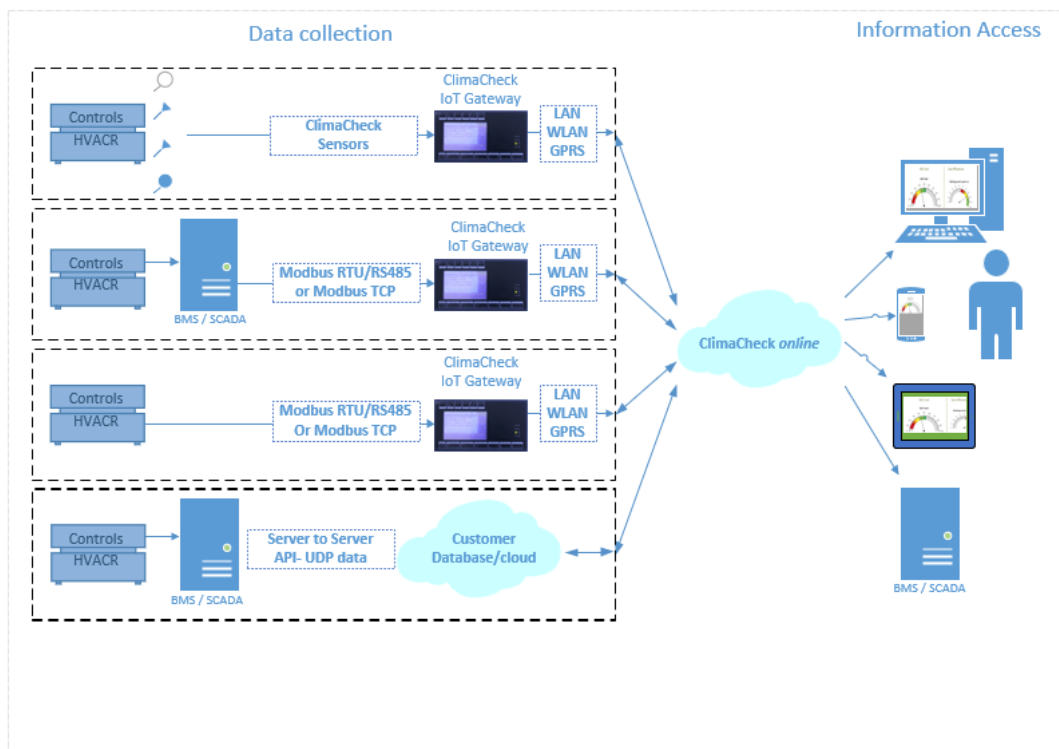 Data collection
Information Access
ClimaCheck
IoT Gateway
Controls
HVACR
ClimaCheck
Sensors
LAN
WLAN
GPRS
ClimaCheck
IoT Gateway
Controls
HVACR
BMS / SCADA
Modbus RTU/RS485
or Modbus TCP
LAN
WLAN
GPRS
ClimaCheck
IoT Gateway
Controls
HVACR
Modbus RTU/RS485
Or Modbus TCP
LAN
WLAN
GPRS
Controls
HVACR
BMS / SCADA
Server to Server
API- UDP data
Customer
Database/cloud
ClimaCheck online
BMS / SCADA